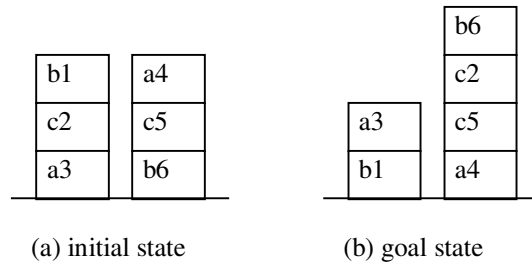 b6
b1 a4 c2
c2 c5 a3 c5
a3 b6 b1 a4
(a) initial state (b) goal state